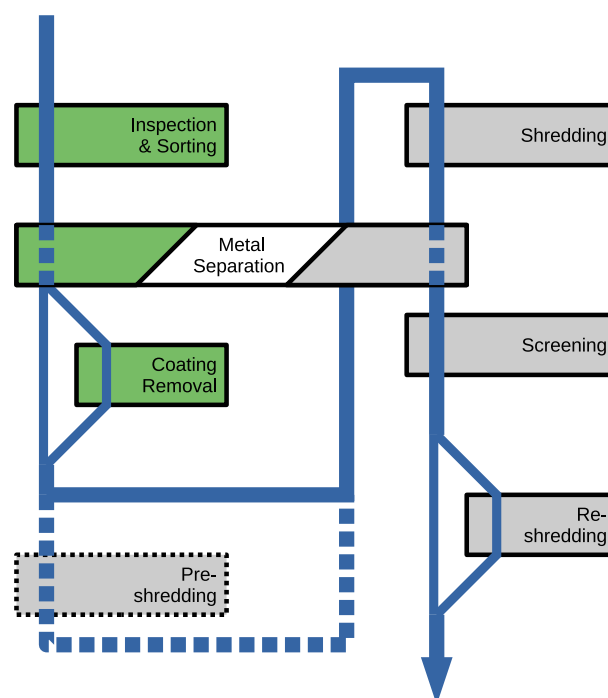 Inspection
& Sorting
Shredding
Metal
Separation
Coating
Removal
Screening
Re-
shredding
Pre-
shredding